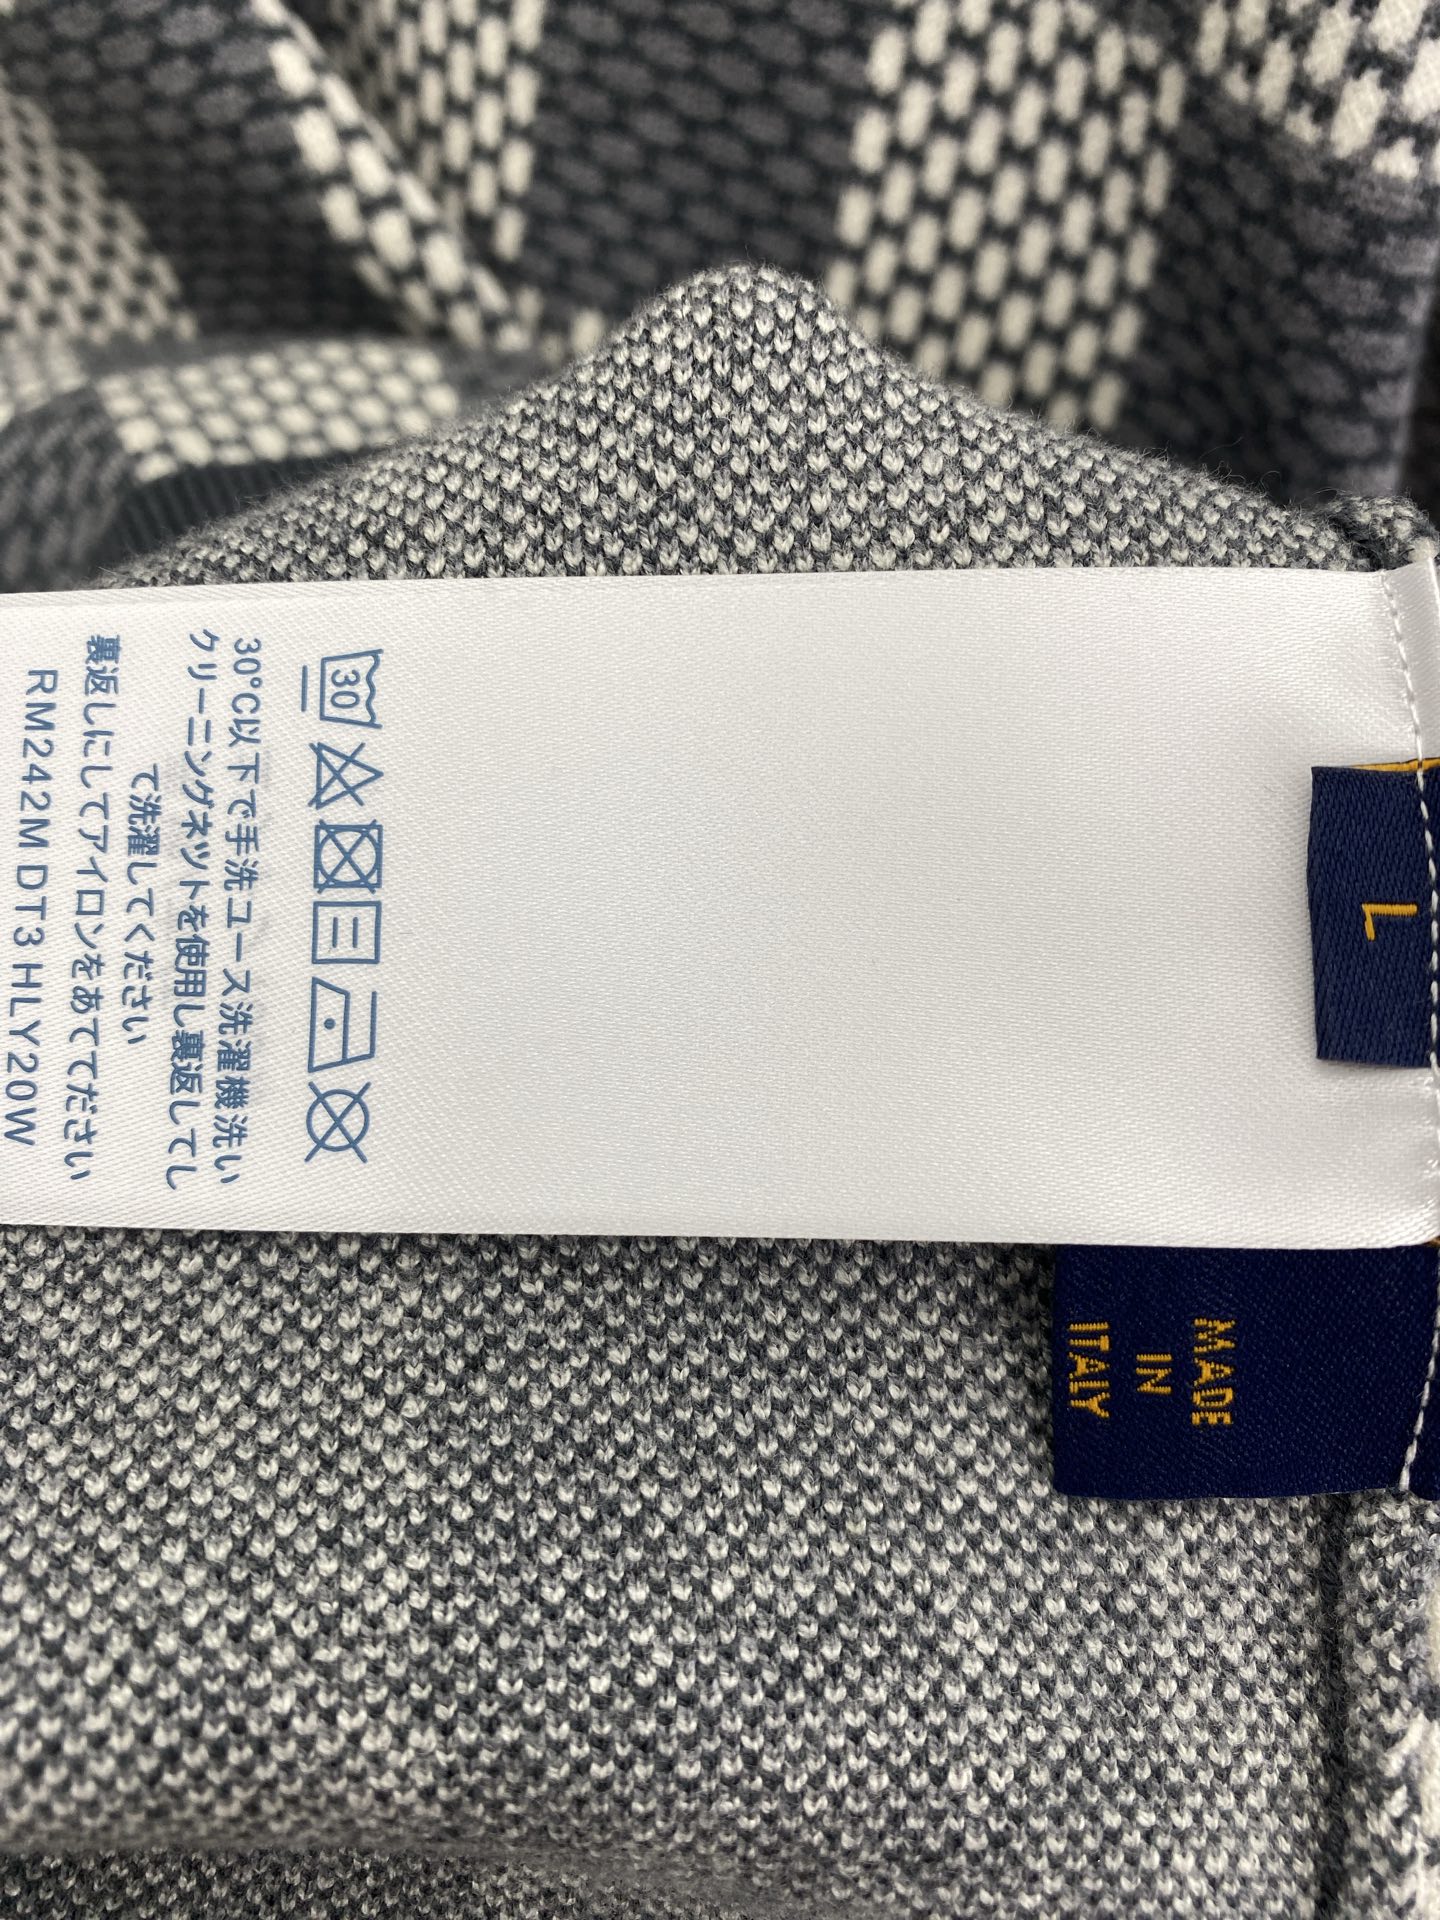 30
30°C以下で手洗コース洗濯機洗い
クリーニングネットを使用し裏返してし
て洗濯してください
裏返しにしてアイロンをあててださい
RM242M DT3 HLY20W
L
MADE
IN
ITALY